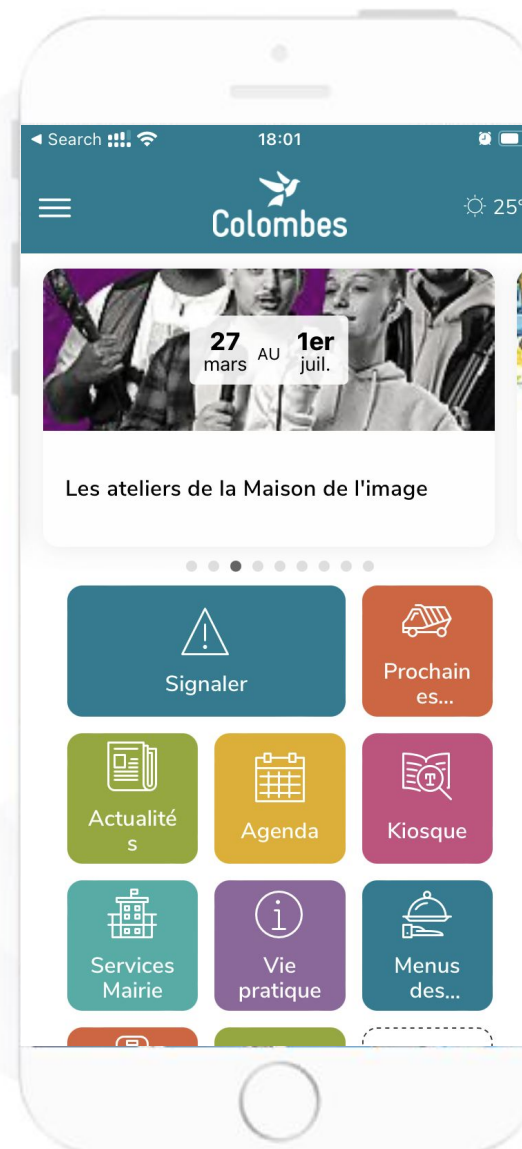 ◄ Search
18:01
Colombes
25°
27 AU 1er
mars juil.
Les ateliers de la Maison de l'image
Signaler
Prochain
es...
Actualité
s
Agenda
Kiosque
Services
Mairie
Vie
pratique
Menus
des...